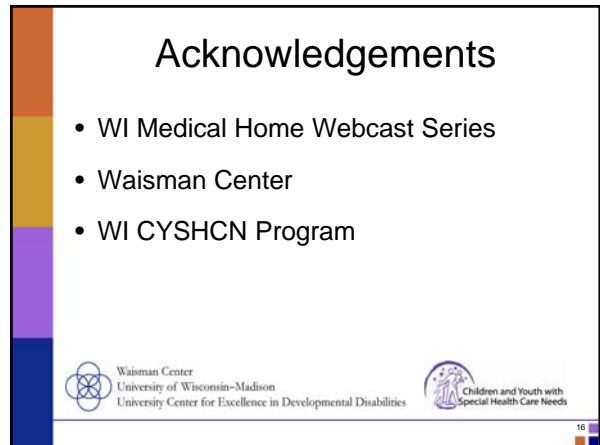 Acknowledgements
• WI Medical Home Webcast Series
• Waisman Center
• WI CYSHCN Program
Waisman Center
University of Wisconsin–Madison
University Center for Excellence in Developmental Disabilities
Children and Youth with
Special Health Care Needs
16